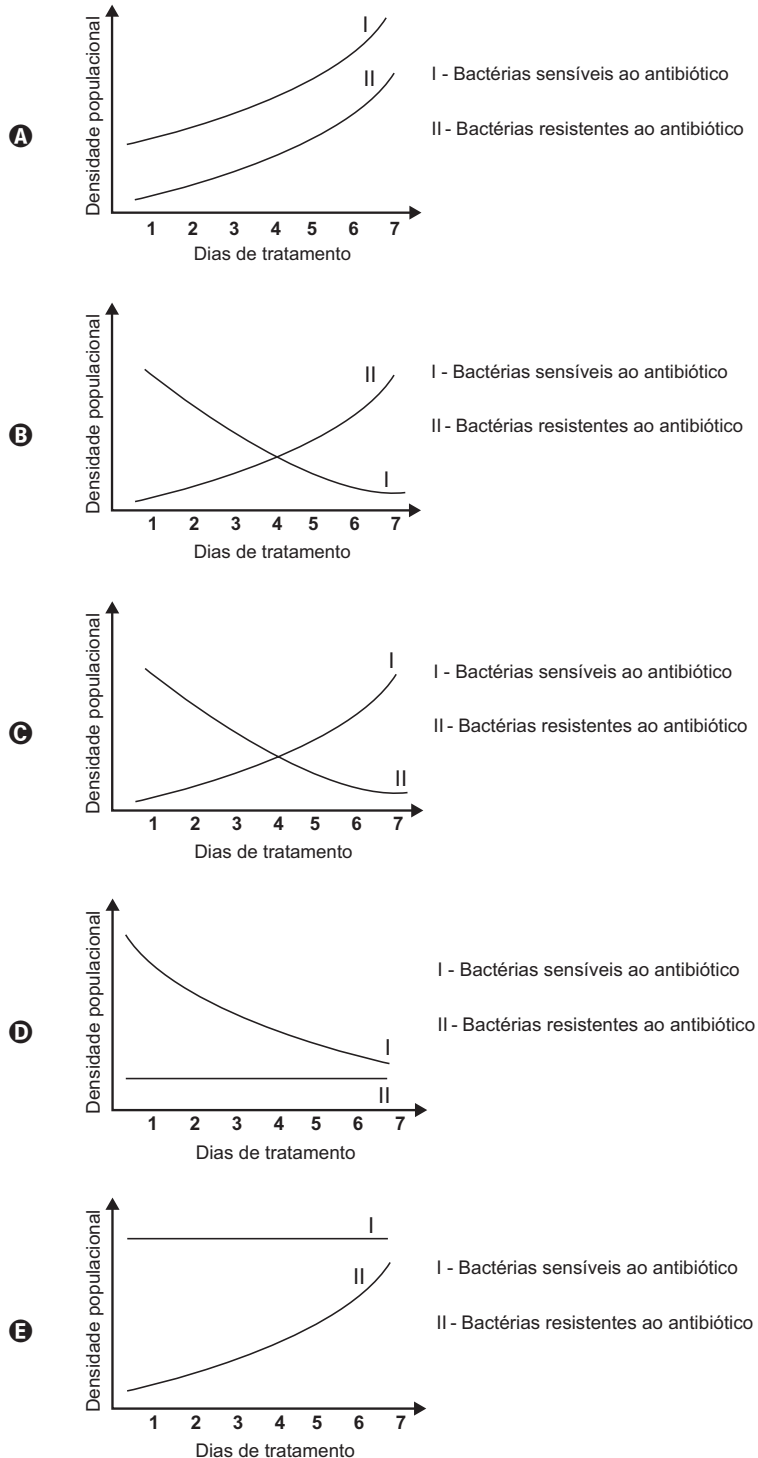 A
Densidade populacional
I
II
1 2 3 4 5 6 7
Dias de tratamento
I - Bactérias sensíveis ao antibiótico
II - Bactérias resistentes ao antibiótico
B
Densidade populacional
II
I
1 2 3 4 5 6 7
Dias de tratamento
I - Bactérias sensíveis ao antibiótico
II - Bactérias resistentes ao antibiótico
C
Densidade populacional
I
II
1 2 3 4 5 6 7
Dias de tratamento
I - Bactérias sensíveis ao antibiótico
II - Bactérias resistentes ao antibiótico
D
Densidade populacional
I
II
1 2 3 4 5 6 7
Dias de tratamento
I - Bactérias sensíveis ao antibiótico
II - Bactérias resistentes ao antibiótico
E
Densidade populacional
I
II
1 2 3 4 5 6 7
Dias de tratamento
I - Bactérias sensíveis ao antibiótico
II - Bactérias resistentes ao antibiótico